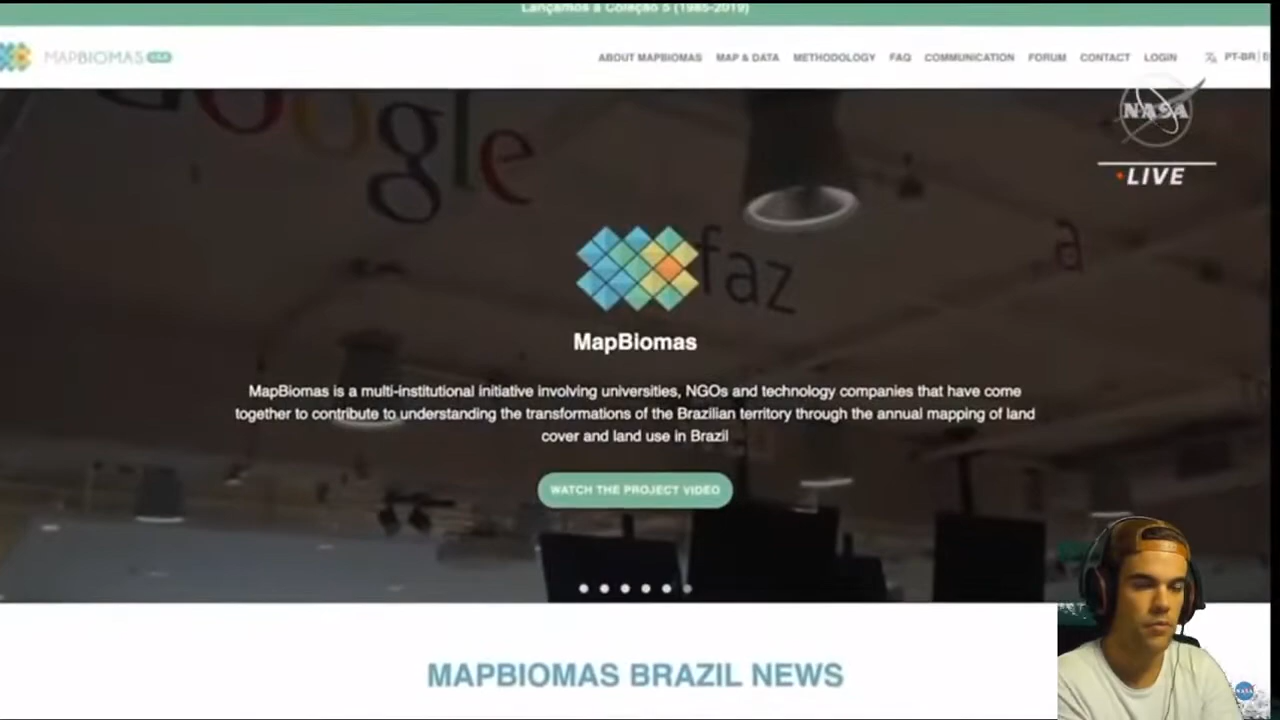 Lançamos a Coleção 5 (1985-2019)
MAPBIOMAS
ABOUT MAPBIOMAS MAP & DATA METHODOLOGY FAQ COMMUNICATION FORUM CONTACT LOGIN PT-BR
NASA
LIVE
Google
faz
a
MapBiomas
MapBiomas is a multi-institutional initiative involving universities, NGOs and technology companies that have come
together to contribute to understanding the transformations of the Brazilian territory through the annual mapping of land
cover and land use in Brazil
WATCH THE PROJECT VIDEO
MAPBIOMAS BRAZIL NEWS
NASA